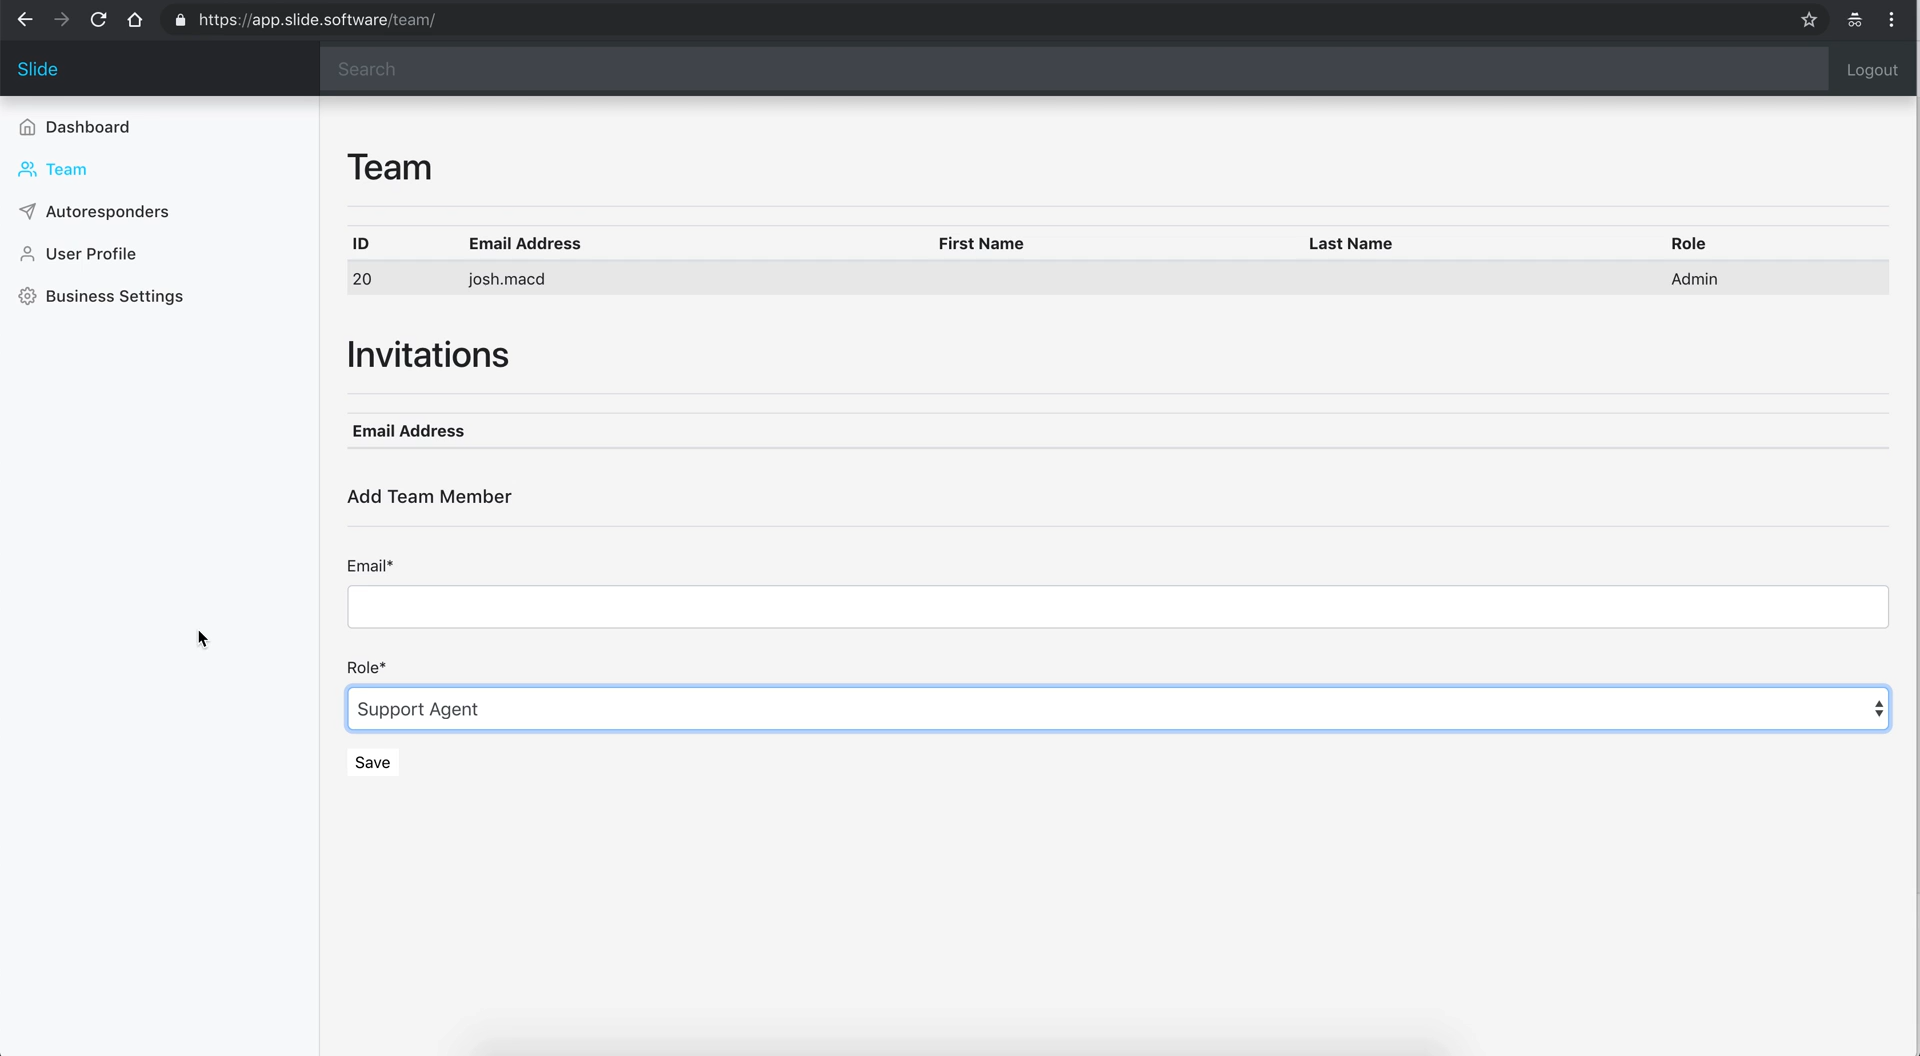 https://app.slide.software/team/
Slide
Search
Logout
Dashboard
Team
Autoresponders
User Profile
Business Settings
Team
ID Email Address First Name Last Name Role
20 josh.macd Admin
Invitations
Email Address
Add Team Member
Email*
Role*
Support Agent
Save